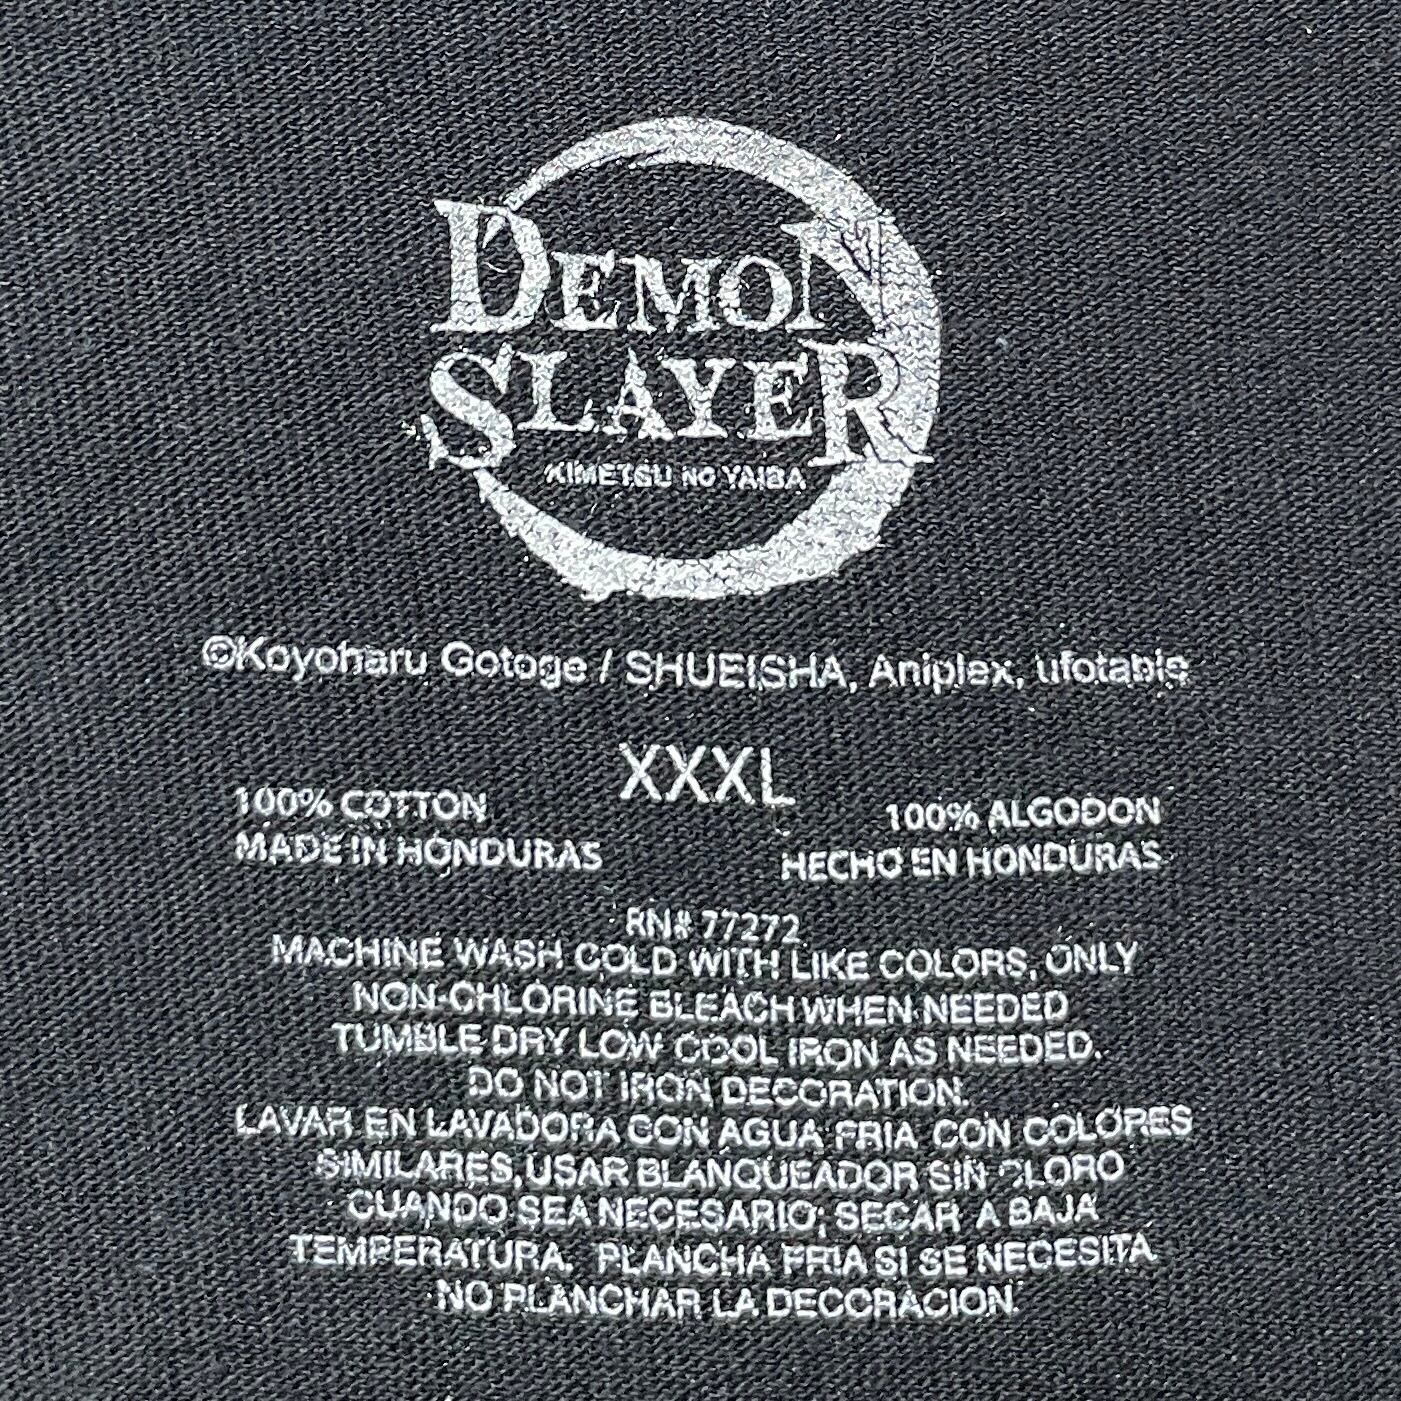 DEMON
SLAYER
KIMETSU NO YAIBA
©Koyoharu Gotoge / SHUEISHA, Aniplex, ufotable
XXXL
100% COTTON
MADE IN HONDURAS
100% ALGODON
HECHO EN HONDURAS
RN# 77272
MACHINE WASH COLD WITH LIKE COLORS, ONLY
NON-CHLORINE BLEACH WHEN NEEDED
TUMBLE DRY LOW COOL IRON AS NEEDED.
DO NOT IRON DECORATION.
LAVAR EN LAVADORA CON AGUA FRIA CON COLORES
SIMILARES, USAR BLANQUEADOR SIN CLORO
CUANDO SEA NECESARIO; SECAR A BAJA
TEMPERATURA. PLANCHA FRIA SI SE NECESITA
NO PLANCHAR LA DECORACION.